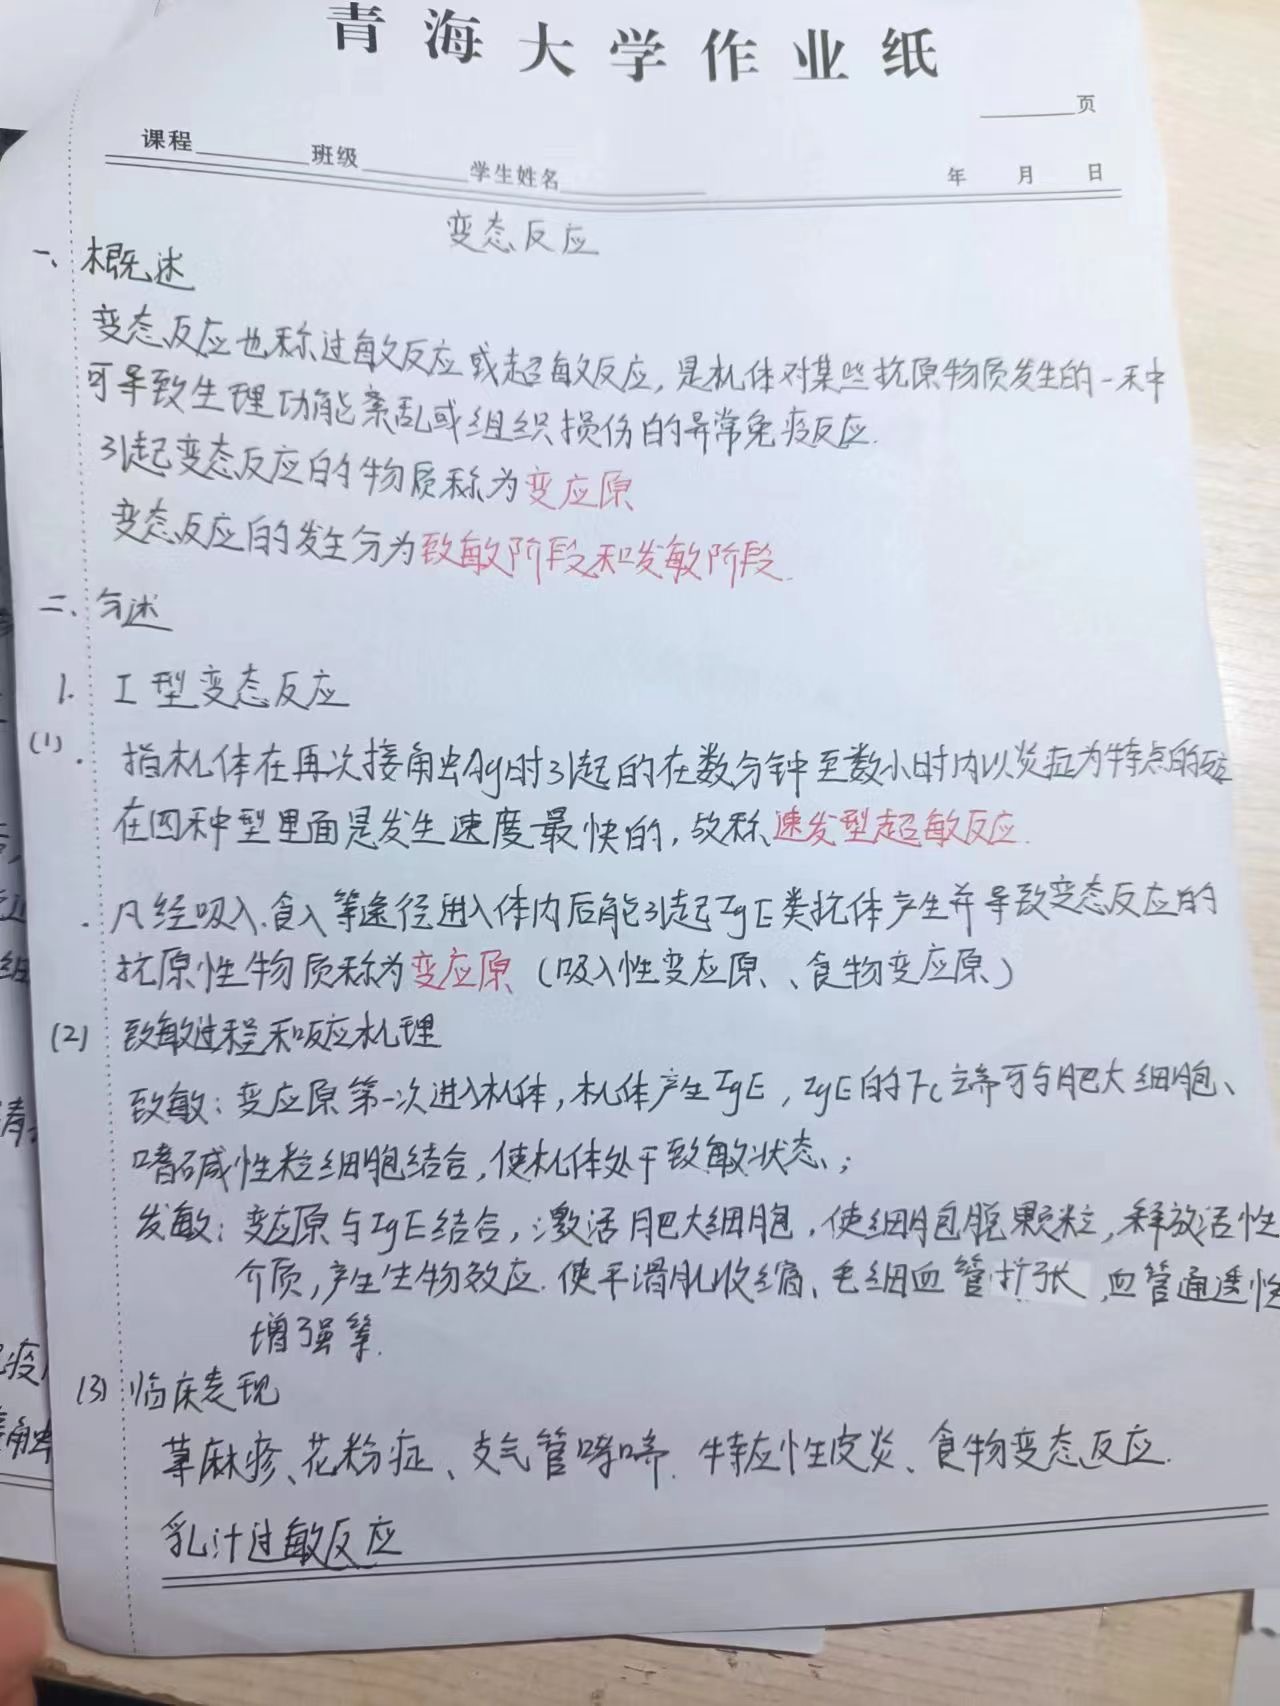 青海大学作业纸
页
课程 班级 学生姓名 年 月 日
变态反应
一、概述
变态反应也称过敏反应或超敏反应,是机体对某些抗原物质发生的一种
可导致生理功能紊乱或组织损伤的异常免疫反应.
引起变态反应的物质称为变应原
变态反应的发生分为致敏阶段和发敏阶段.
二、分述
1. I型变态反应
(1). 指机体在再次接触Ag时引起的在数分钟至数小时内以炎症为特点的
在四种型里面是发生速度最快的,故称速发型超敏反应.
. 凡经吸入.食入等途径进入体内后能引起IgE类抗体产生并导致变态反应的
抗原性物质称为变应原(吸入性变应原、、食物变应原)
(2) 致敏过程和反应机理
致敏:变应原第一次进入机体,机体产生IgE,IgE的Fc端可与肥大细胞、
嗜碱性粒细胞结合,使机体处于致敏状态、;
发敏:变应原与IgE结合,激活肥大细胞,使细胞脱颗粒,释放活性
介质,产生生物效应.使平滑肌收缩、毛细血管扩张,血管通透性
增强等.
(3) 临床表现
荨麻疹、花粉症、支气管哮喘.特应性皮炎、食物变态反应.
乳汁过敏反应
疫
触